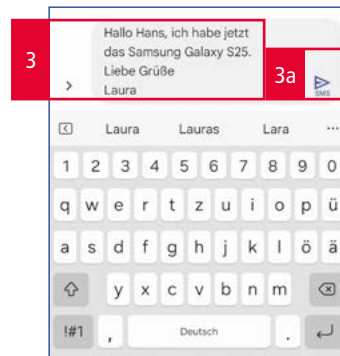 Hallo Hans, ich habe jetzt
das Samsung Galaxy S25.
Liebe Grüße
Laura
3
3a
SMS
Laura Lauras Lara ...
1 2 3 4 5 6 7 8 9 0
q w e r t z u i o p ü
a s d f g h j k l ö ä
y x c v b n m
!#1 , Deutsch .